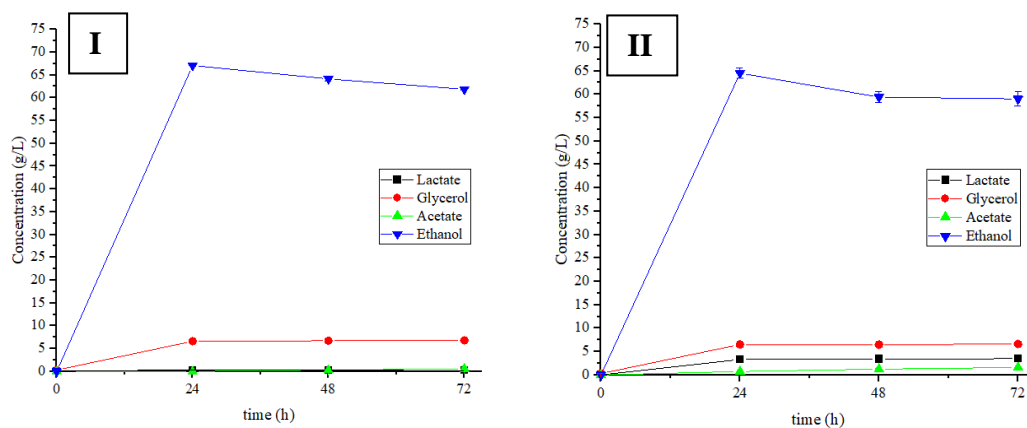 I
75
70
65
60
55
50
45
40
35
30
25
20
15
10
5
0
Concentration (g/L)
0 24 48 72
time (h)
Lactate
Glycerol
Acetate
Ethanol
II
75
70
65
60
55
50
45
40
35
30
25
20
15
10
5
0
Concentration (g/L)
0 24 48 72
time (h)
Lactate
Glycerol
Acetate
Ethanol